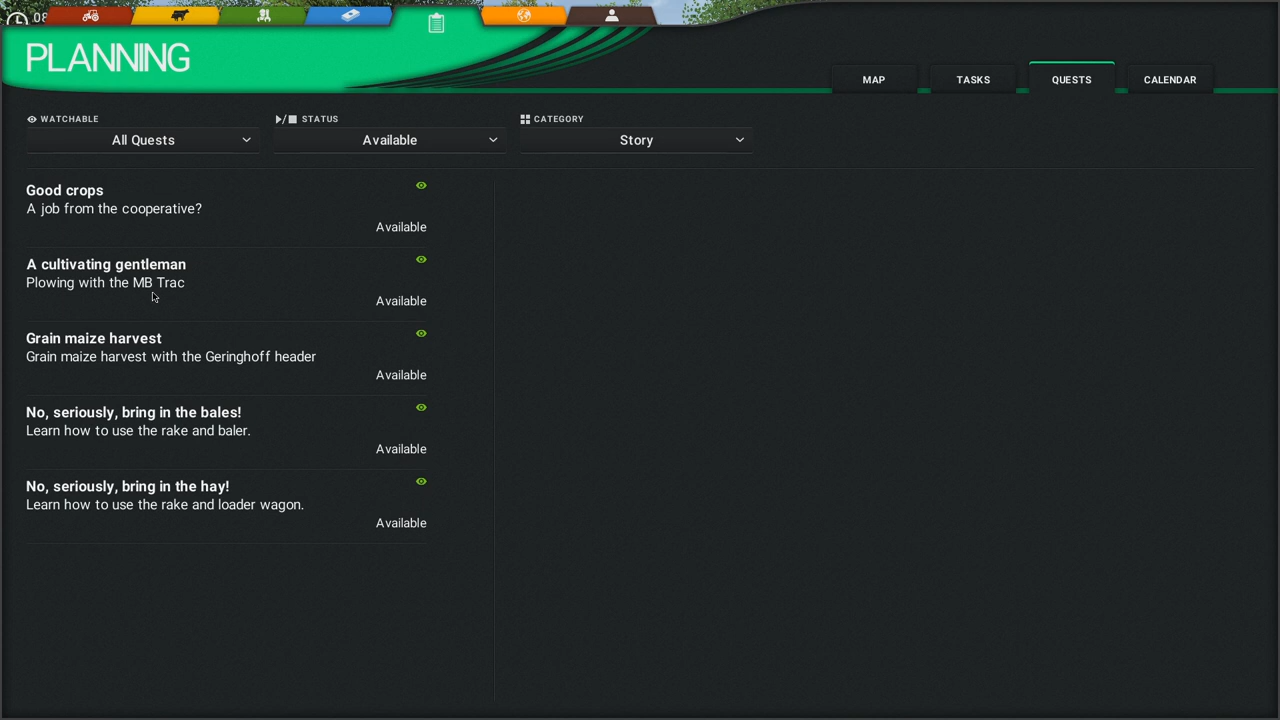 08
PLANNING
MAP
TASKS
QUESTS
CALENDAR
WATCHABLE
STATUS
CATEGORY
All Quests
Available
Story
Good crops
A job from the cooperative?
Available
A cultivating gentleman
Plowing with the MB Trac
Available
Grain maize harvest
Grain maize harvest with the Geringhoff header
Available
No, seriously, bring in the bales!
Learn how to use the rake and baler.
Available
No, seriously, bring in the hay!
Learn how to use the rake and loader wagon.
Available